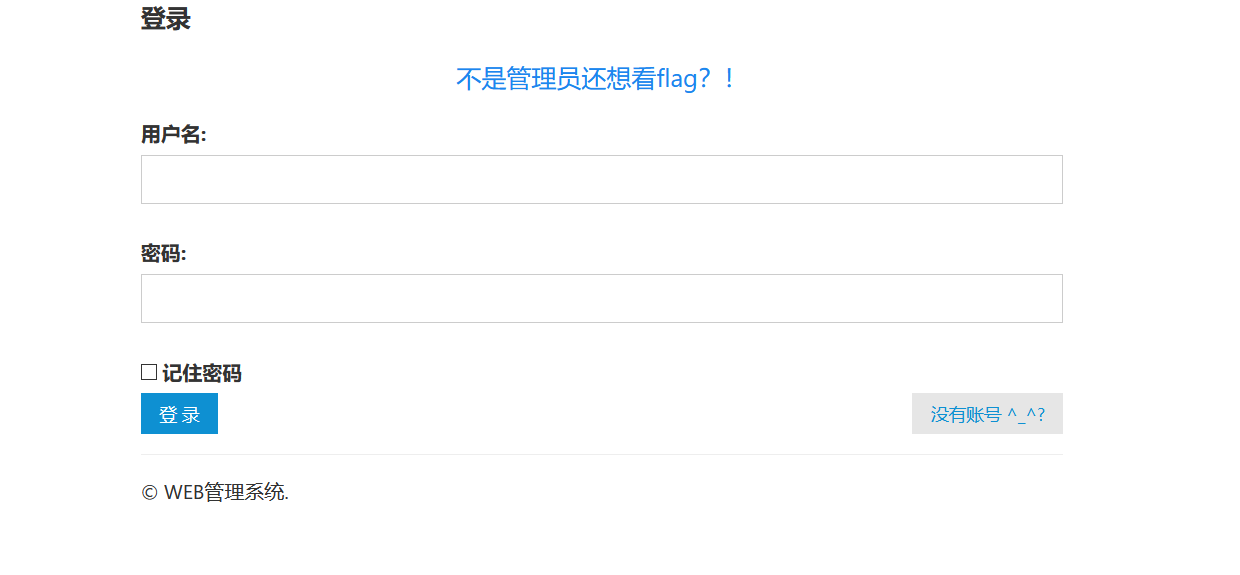 登录
不是管理员还想看flag？！
用户名:
密码:
记住密码
登 录
没有账号 ^_^?
© WEB管理系统.